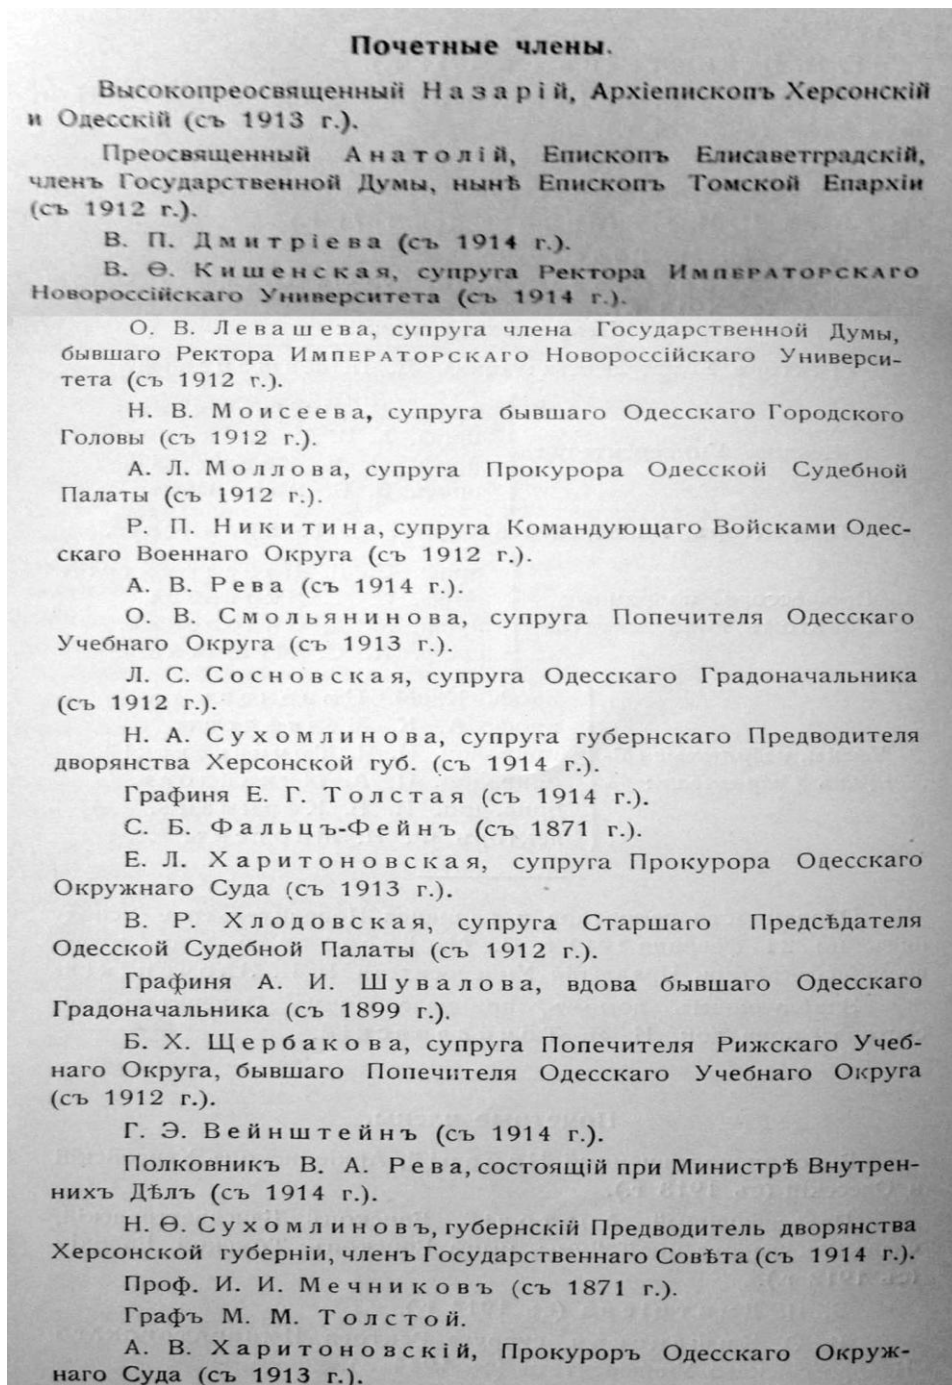 Почетные члены.
Высокопреосвященный Назарій, Архіепископъ Херсонскій
и Одесскій (съ 1913 г.).
Преосвященный Анатолій, Епископъ Елисаветградскій,
членъ Государственной Думы, нынѣ Епископъ Томской Епархіи
(съ 1912 г.).
В. П. Дмитріева (съ 1914 г.).
В. Ѳ. Кишенская, супруга Ректора Императорскаго
Новороссійскаго Университета (съ 1914 г.).
О. В. Левашева, супруга члена Государственной Думы,
бывшаго Ректора Императорскаго Новороссійскаго Универси-
тета (съ 1912 г.).
Н. В. Моисеева, супруга бывшаго Одесскаго Городского
Головы (съ 1912 г.).
А. Л. Моллова, супруга Прокурора Одесской Судебной
Палаты (съ 1912 г.).
Р. П. Никитина, супруга Командующаго Войсками Одес-
скаго Военнаго Округа (съ 1912 г.).
А. В. Рева (съ 1914 г.).
О. В. Смольянинова, супруга Попечителя Одесскаго
Учебнаго Округа (съ 1913 г.).
Л. С. Сосновская, супруга Одесскаго Градоначальника
(съ 1912 г.).
Н. А. Сухомлинова, супруга губернскаго Предводителя
дворянства Херсонской губ. (съ 1914 г.).
Графиня Е. Г. Толстая (съ 1914 г.).
С. Б. Фальцъ-Фейнъ (съ 1871 г.).
Е. Л. Харитоновская, супруга Прокурора Одесскаго
Окружнаго Суда (съ 1913 г.).
В. Р. Хлодовская, супруга Старшаго Предсѣдателя
Одесской Судебной Палаты (съ 1912 г.).
Графиня А. И. Шувалова, вдова бывшаго Одесскаго
Градоначальника (съ 1899 г.).
Б. Х. Щербакова, супруга Попечителя Рижскаго Учеб-
наго Округа, бывшаго Попечителя Одесскаго Учебнаго Округа
(съ 1912 г.).
Г. Э. Вейнштейнъ (съ 1914 г.).
Полковникъ В. А. Рева, состоящій при Министрѣ Внутрен-
нихъ Дѣлъ (съ 1914 г.).
Н. Ѳ. Сухомлиновъ, губернскій Предводитель дворянства
Херсонской губерніи, членъ Государственнаго Совѣта (съ 1914 г.).
Проф. И. И. Мечниковъ (съ 1871 г.).
Графъ М. М. Толстой.
А. В. Харитоновскій, Прокуроръ Одесскаго Окруж-
наго Суда (съ 1913 г.).